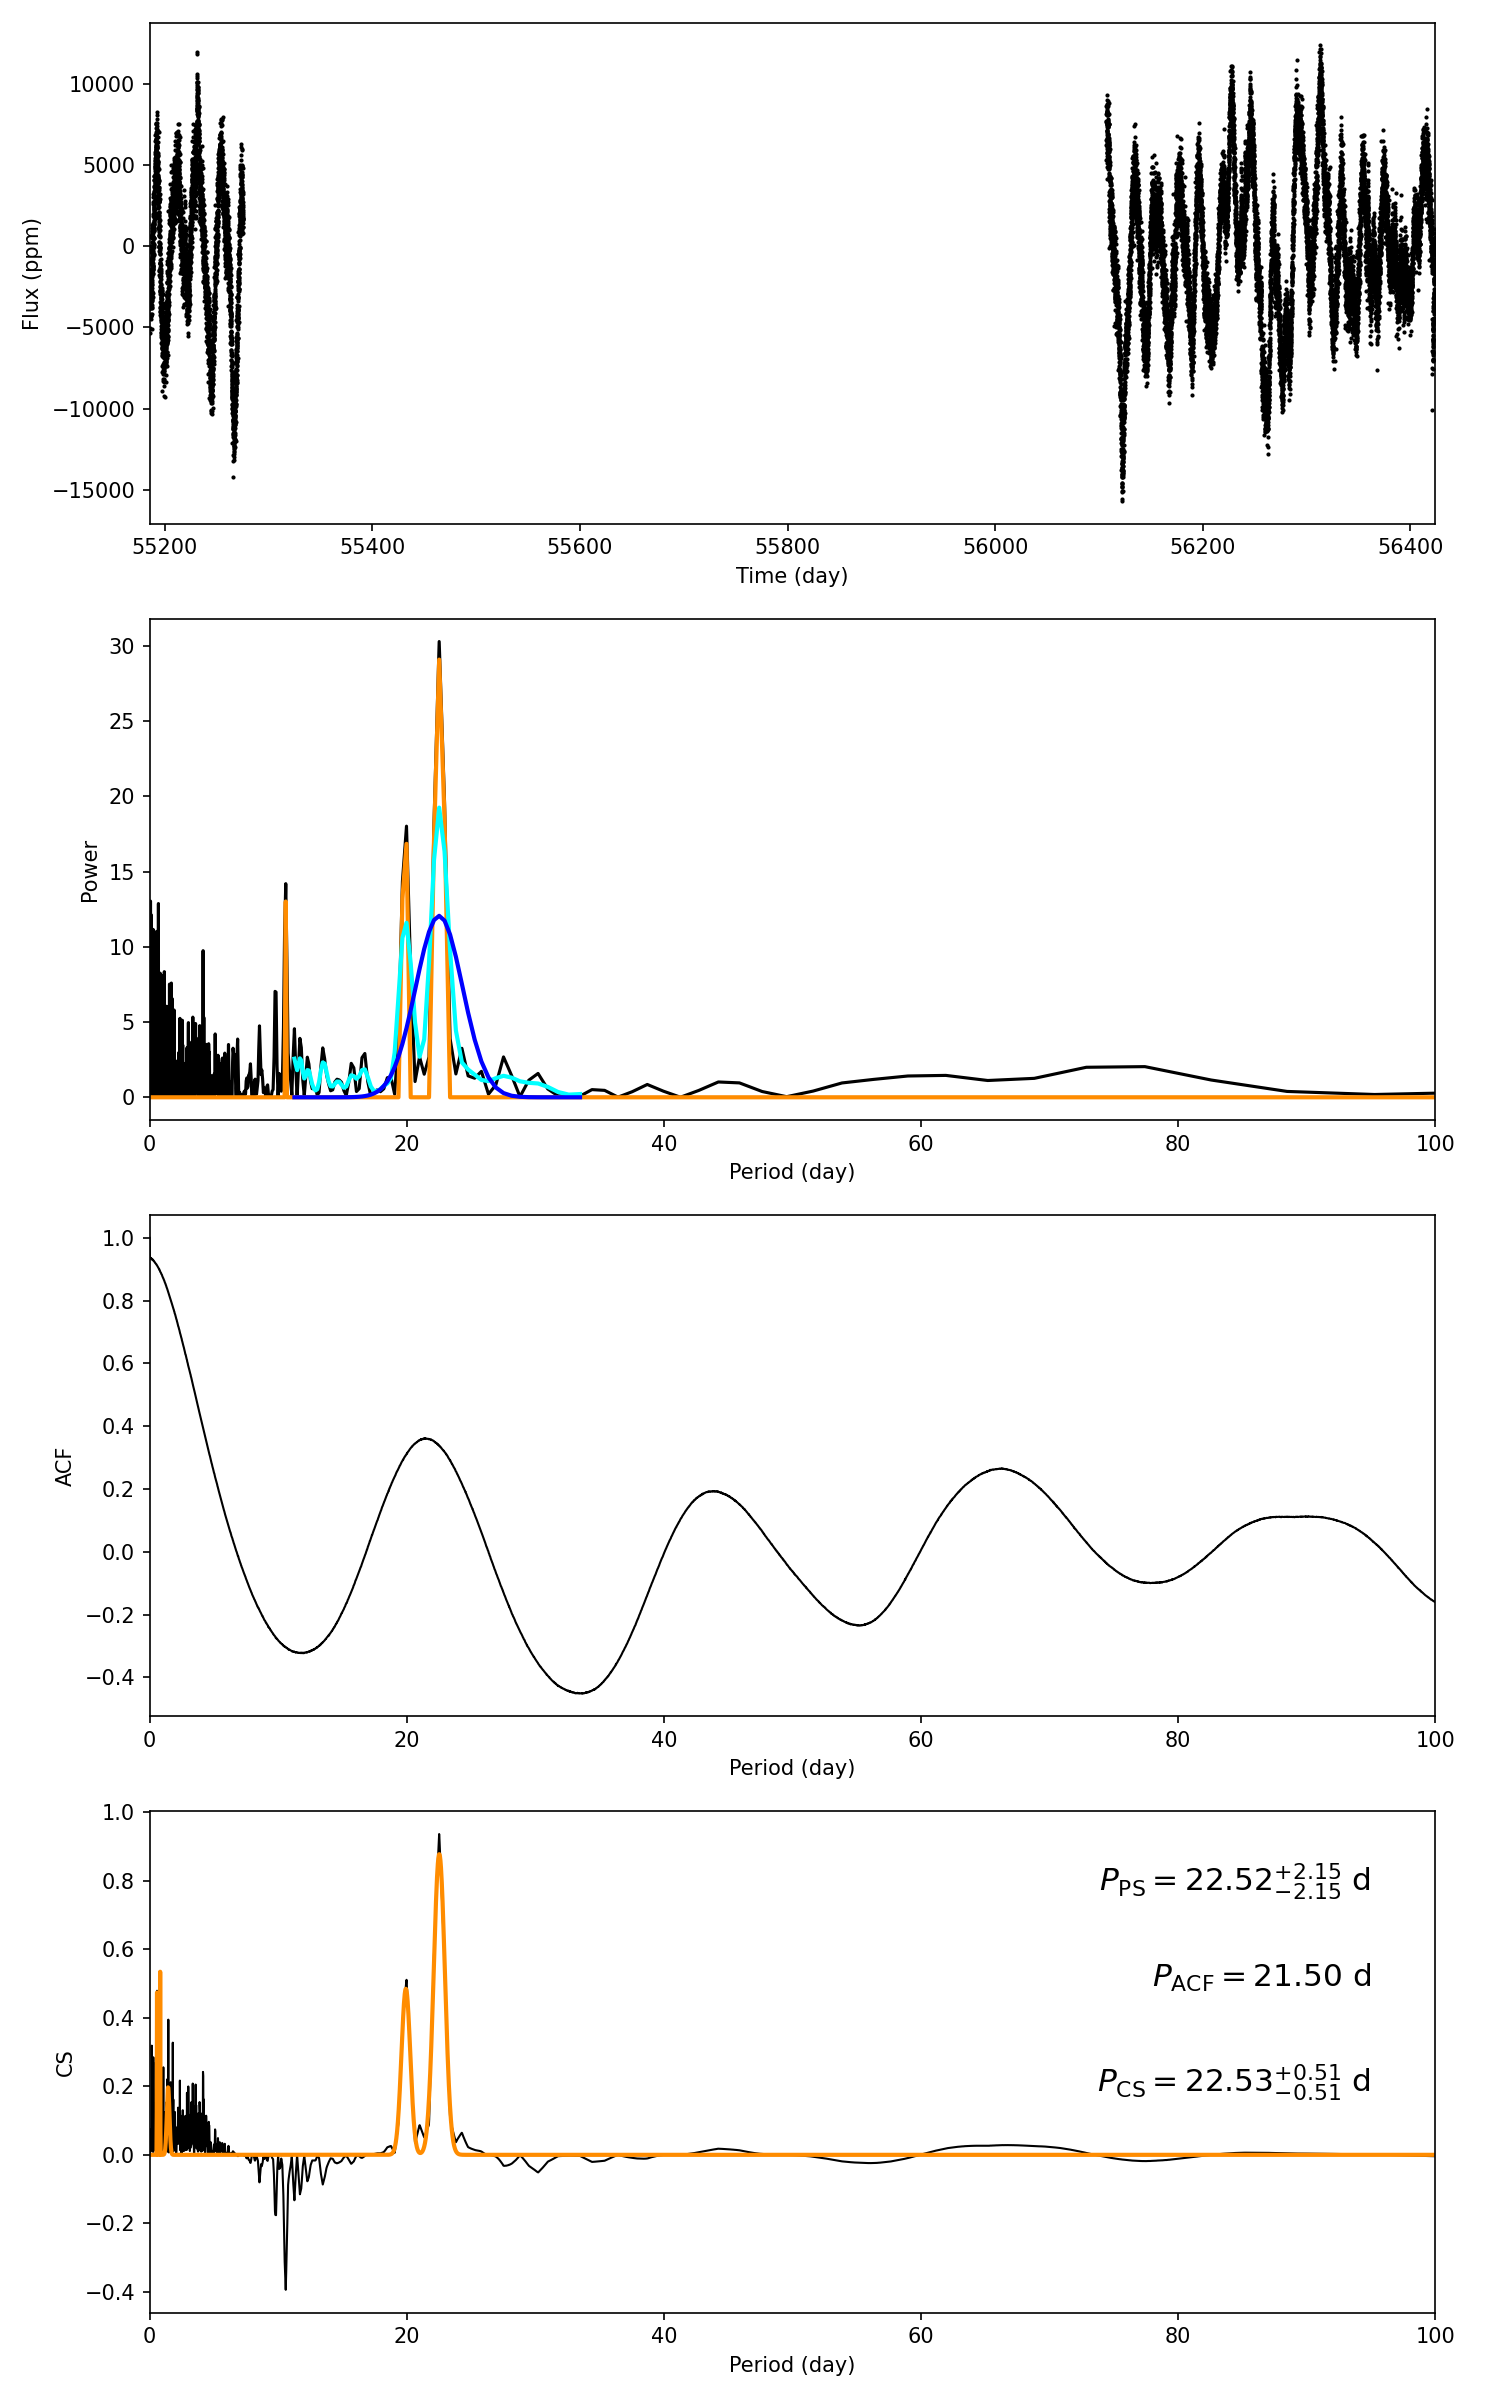 10000
5000
0
−5000
−10000
−15000
Flux (ppm)
55200 55400 55600 55800 56000 56200 56400
Time (day)
30
25
20
15
10
5
0
Power
0 20 40 60 80 100
Period (day)
1.0
0.8
0.6
0.4
0.2
0.0
−0.2
−0.4
ACF
0 20 40 60 80 100
Period (day)
1.0
0.8
0.6
0.4
0.2
0.0
−0.2
−0.4
CS
P_PS = 22.52^{+2.15}_{−2.15} d
P_ACF = 21.50 d
P_CS = 22.53^{+0.51}_{−0.51} d
0 20 40 60 80 100
Period (day)